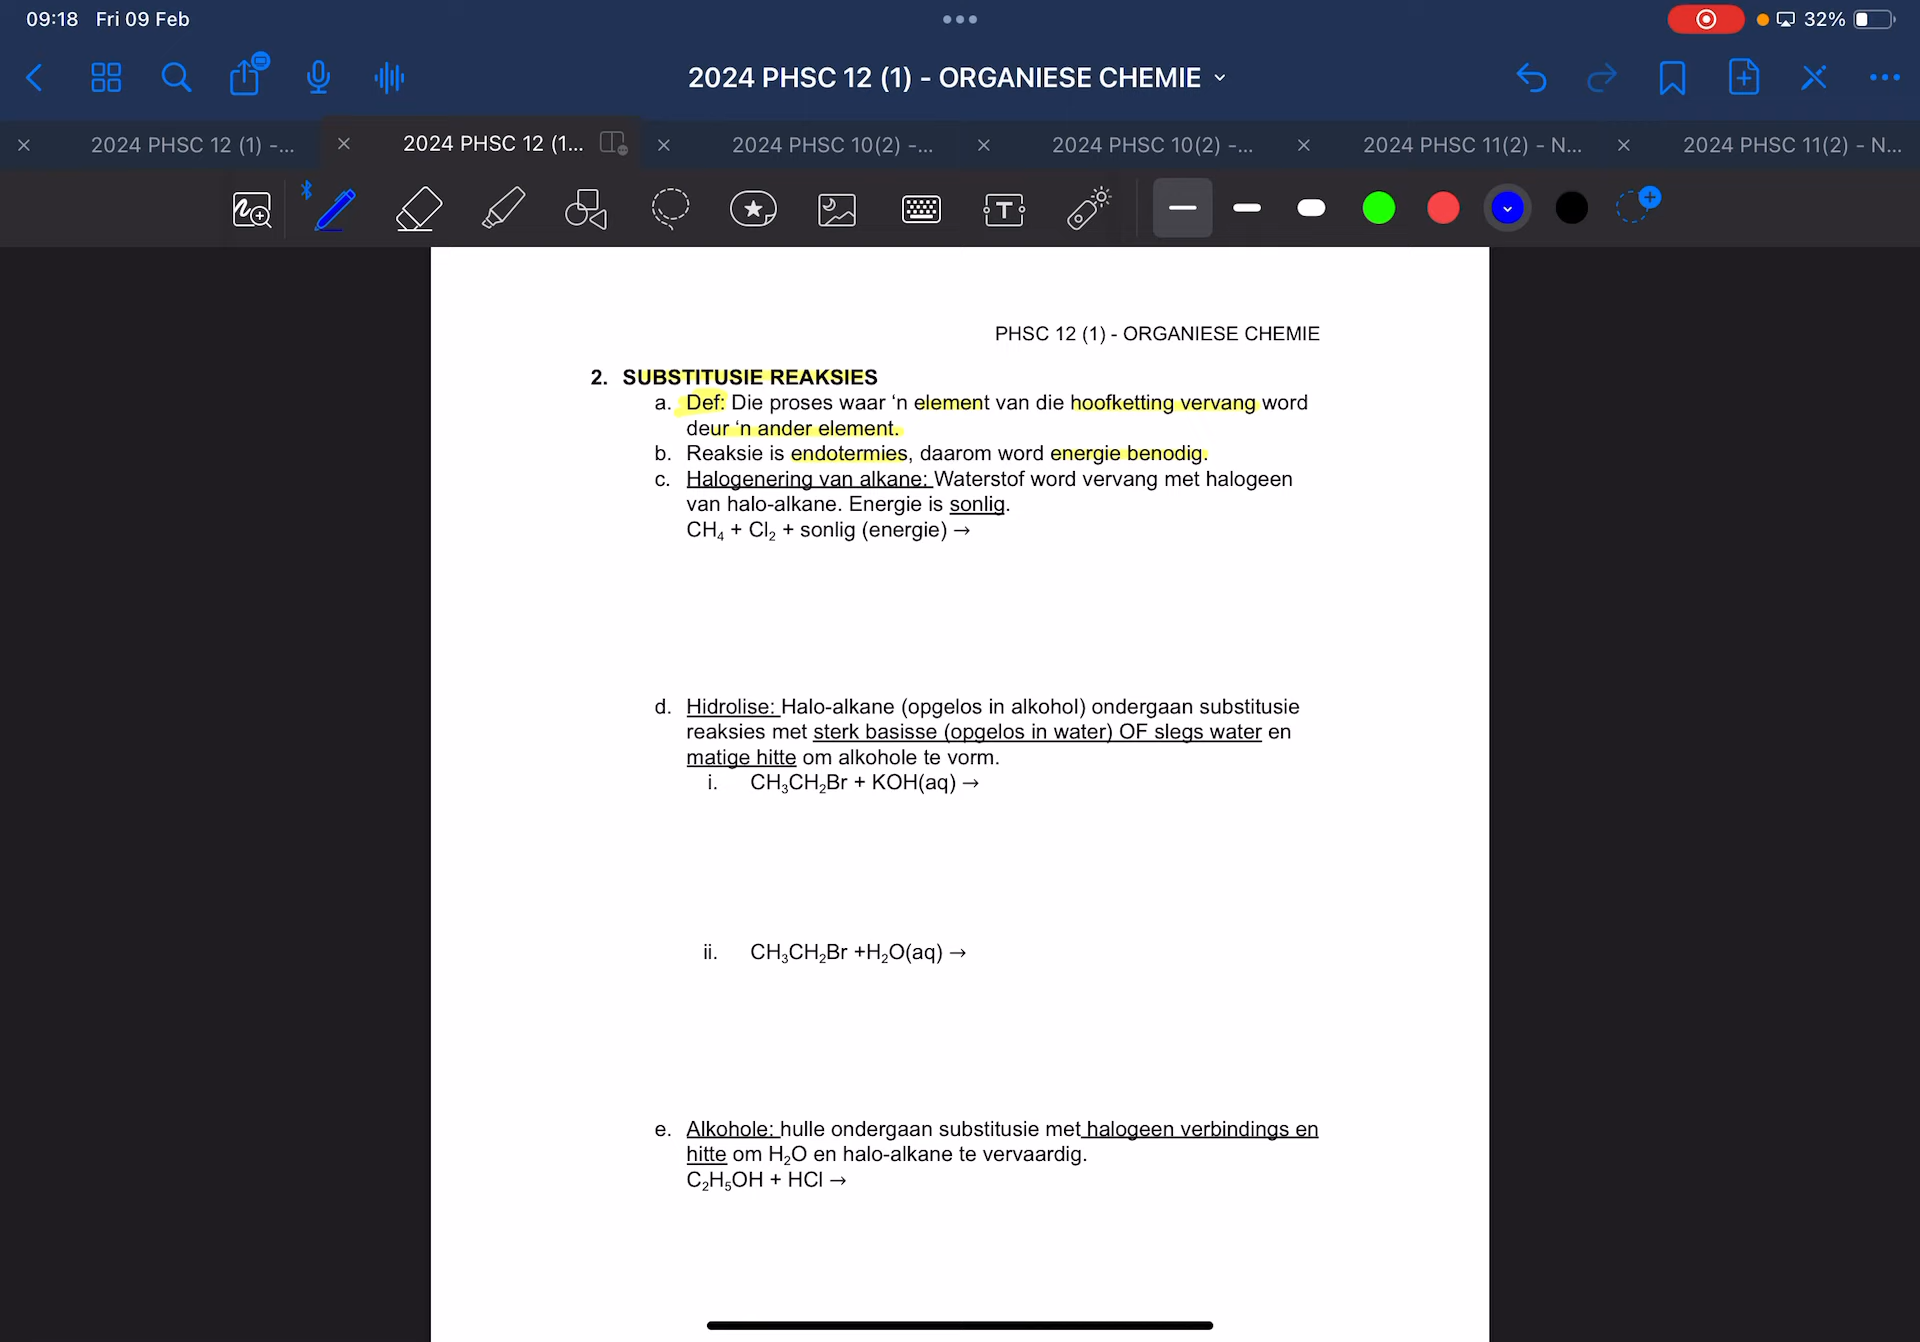 09:18 Fri 09 Feb
32%
2024 PHSC 12 (1) - ORGANIESE CHEMIE
2024 PHSC 12 (1) -...
2024 PHSC 12 (1...
2024 PHSC 10(2) -...
2024 PHSC 10(2) -...
2024 PHSC 11(2) - N...
2024 PHSC 11(2) - N...
PHSC 12 (1) - ORGANIESE CHEMIE
2. SUBSTITUSIE REAKSIES
a. Def: Die proses waar ‘n element van die hoofketting vervang word
deur ‘n ander element.
b. Reaksie is endotermies, daarom word energie benodig.
c. Halogenering van alkane: Waterstof word vervang met halogeen
van halo-alkane. Energie is sonlig.
CH₄ + Cl₂ + sonlig (energie) →
d. Hidrolise: Halo-alkane (opgelos in alkohol) ondergaan substitusie
reaksies met sterk basisse (opgelos in water) OF slegs water en
matige hitte om alkohole te vorm.
i. CH₃CH₂Br + KOH(aq) →
ii. CH₃CH₂Br +H₂O(aq) →
e. Alkohole: hulle ondergaan substitusie met halogeen verbindings en
hitte om H₂O en halo-alkane te vervaardig.
C₂H₅OH + HCl →